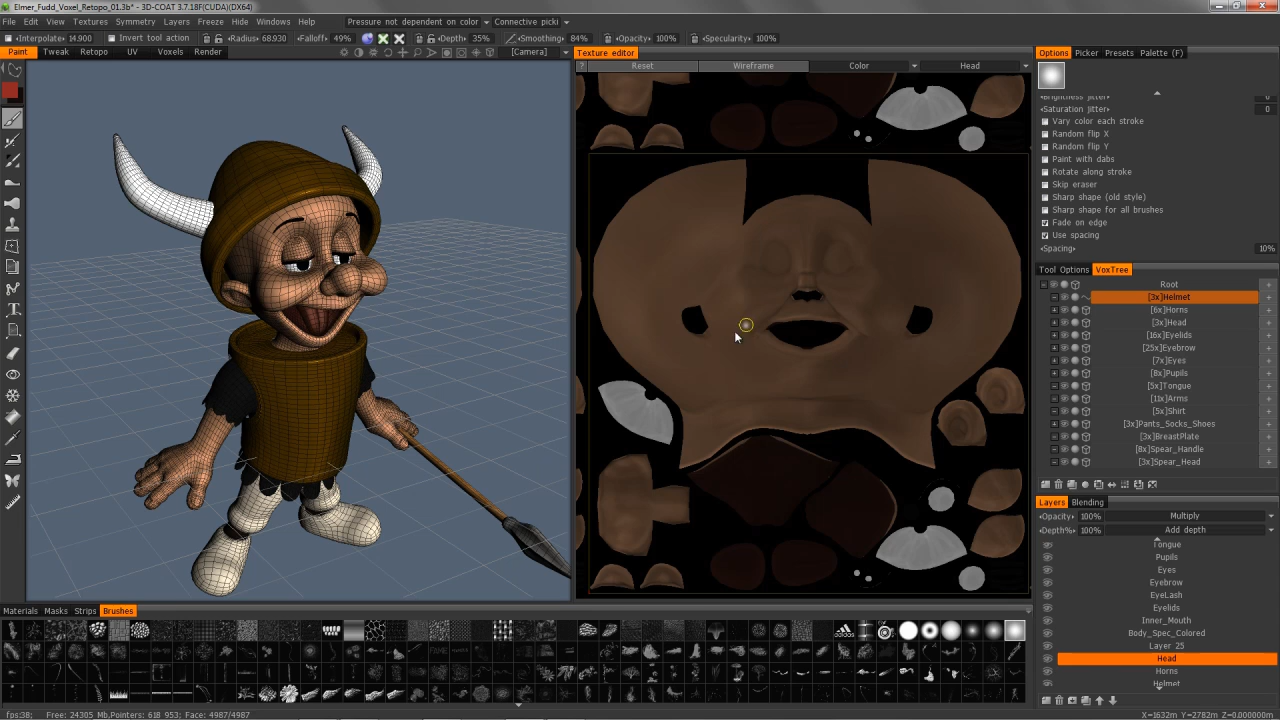 Elmer_Fudd_Voxel_Retopo_01.3b* - 3D-COAT 3.7.18F(CUDA)(DX64)
File Edit View Textures Symmetry Layers Freeze Hide Windows Help Pressure not dependent on color Connective picki
Interpolate 14.900 Invert tool action Radius 68.930 Falloff 49% Depth 35% Smoothing 84% Opacity 100% Specularity 100%
Paint Tweak Retopo UV Voxels Render [Camera]
Texture editor
? Reset Wireframe Color Head
Options Picker Presets Palette (F)
Brightness jitter 0
Saturation jitter 0
Vary color each stroke
Random flip X
Random flip Y
Paint with dabs
Rotate along stroke
Skip eraser
Sharp shape (old style)
Sharp shape for all brushes
Fade on edge
Use spacing
Spacing 10%
Tool Options VoxTree
Root
[3x]Helmet
[6x]Horns
[3x]Head
[16x]Eyelids
[25x]Eyebrow
[7x]Eyes
[8x]Pupils
[5x]Tongue
[11x]Arms
[5x]Shirt
[3x]Pants_Socks_Shoes
[3x]BreastPlate
[8x]Spear_Handle
[3x]Spear_Head
Layers Blending
Opacity 100% Multiply
Depth% 100% Add depth
Tongue
Pupils
Eyes
Eyebrow
EyeLash
Eyelids
Inner_Mouth
Body_Spec_Colored
Layer 25
Head
Horns
Helmet
Materials Masks Strips Brushes
adidas
fps:38; Free: 24305_Mb,Pointers: 618_953; Face: 4987/4987 X=1632m Y=2782m Z=0.000000m